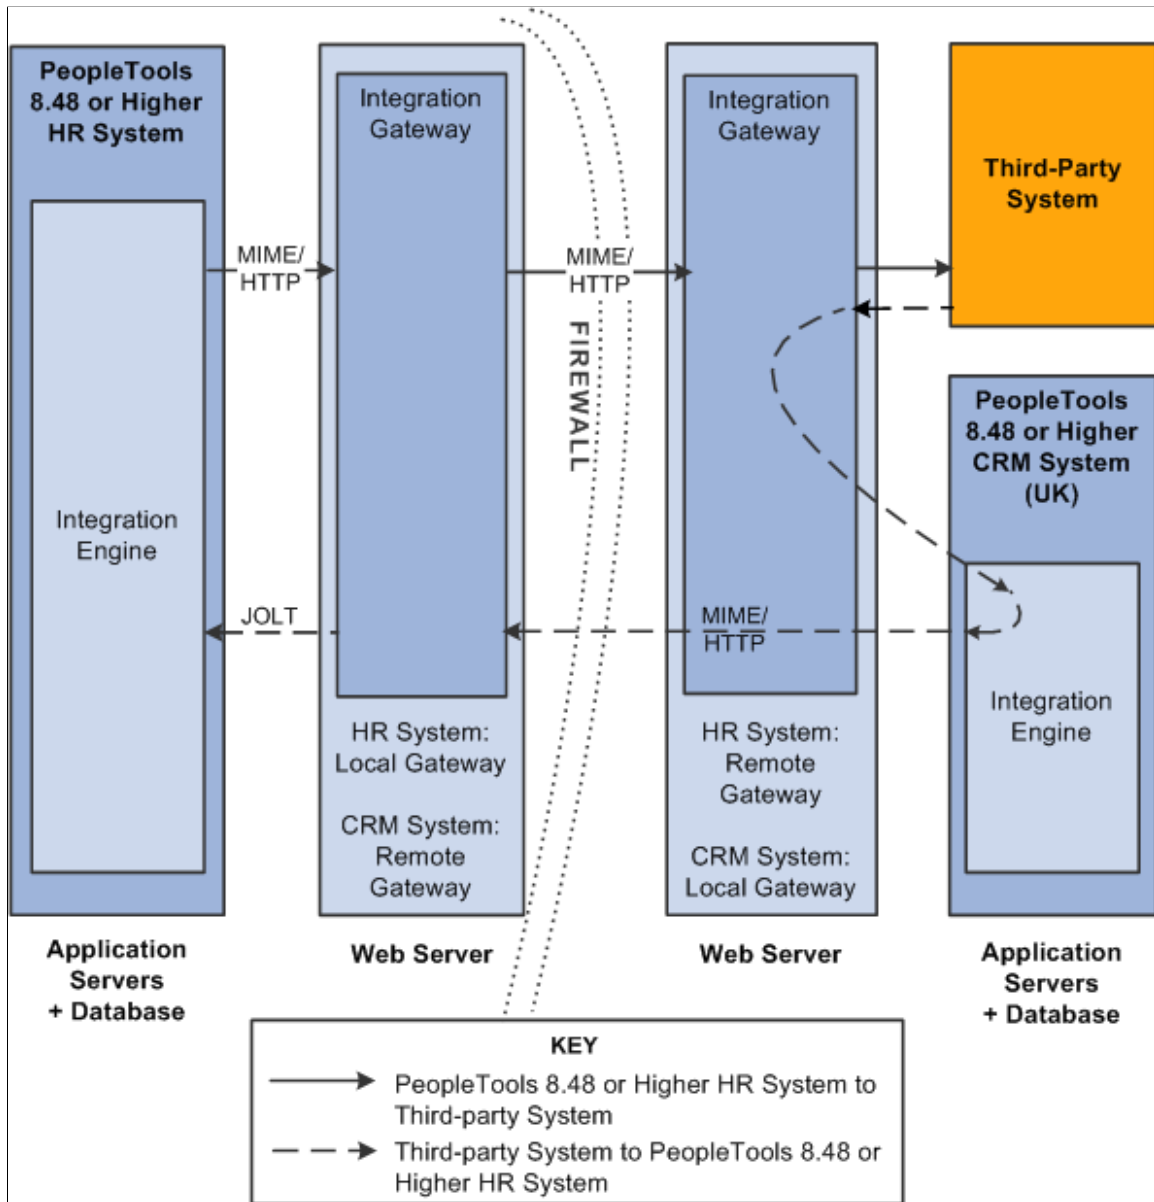 PeopleTools
8.48 or Higher
HR System
Integration
Engine
MIME/
HTTP
JOLT
Integration
Gateway
HR System:
Local Gateway
CRM System:
Remote
Gateway
MIME/
HTTP
FIREWALL
Integration
Gateway
MIME/
HTTP
HR System:
Remote
Gateway
CRM System:
Local Gateway
Third-Party
System
PeopleTools
8.48 or Higher
CRM System
(UK)
Integration
Engine
Application
Servers
+ Database
Web Server
Web Server
Application
Servers
+ Database
KEY
PeopleTools 8.48 or Higher HR System to
Third-party System
Third-party System to PeopleTools 8.48 or
Higher HR System